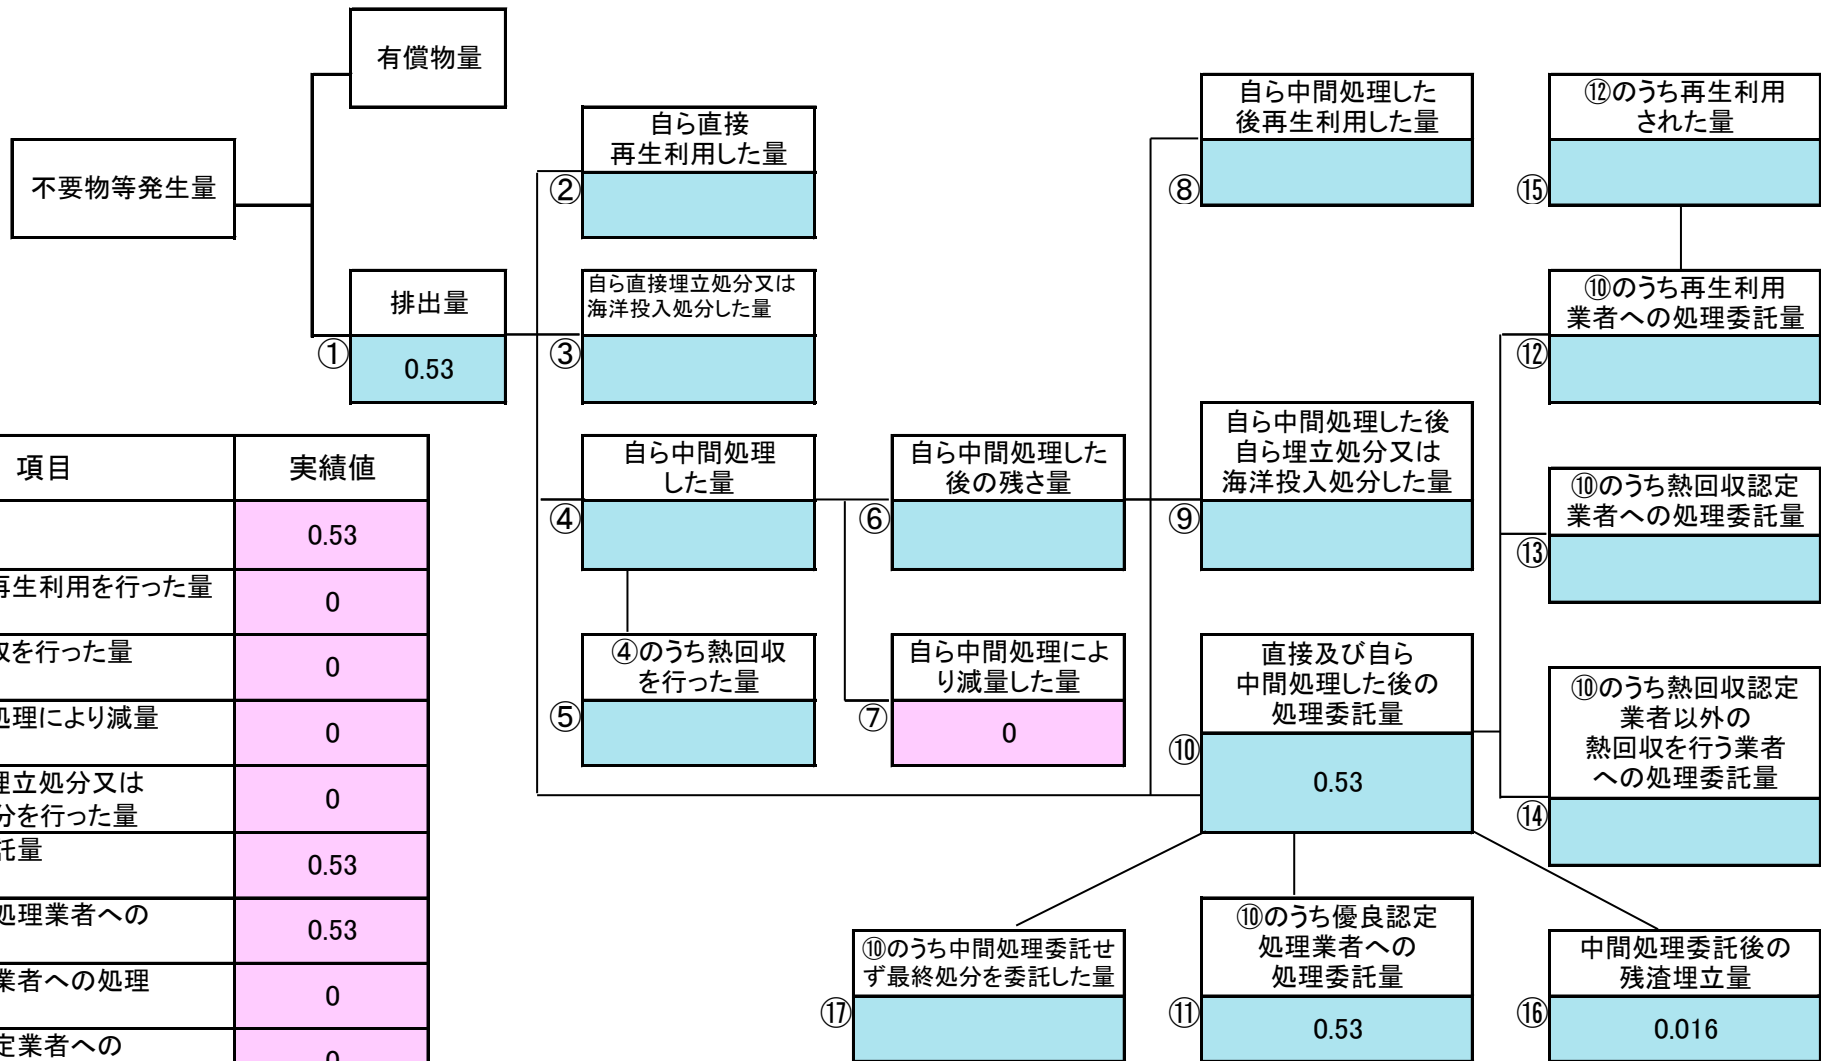 有償物量
不要物等発生量
排出量
①
0.53
自ら直接
再生利用した量
②
自ら直接埋立処分又は
海洋投入処分した量
③
自ら中間処理
した量
④
④のうち熱回収
を行った量
⑤
自ら中間処理した
後の残さ量
⑥
自ら中間処理によ
り減量した量
⑦
0
自ら中間処理した
後再生利用した量
⑧
自ら中間処理した後
自ら埋立処分又は
海洋投入処分した量
⑨
直接及び自ら
中間処理した後の
処理委託量
⑩
0.53
⑫のうち再生利用
された量
⑮
⑩のうち再生利用
業者への処理委託量
⑫
⑩のうち熱回収認定
業者への処理委託量
⑬
⑩のうち熱回収認定
業者以外の
熱回収を行う業者
への処理委託量
⑭
⑩のうち中間処理委託せ
ず最終処分を委託した量
⑰
⑩のうち優良認定
処理業者への
処理委託量
⑪
0.53
中間処理委託後の
残渣埋立量
⑯
0.016
項目 実績値
0.53
再生利用を行った量 0
収を行った量 0
処理により減量 0
埋立処分又は
分を行った量 0
託量 0.53
処理業者への 0.53
業者への処理 0
定業者への 0